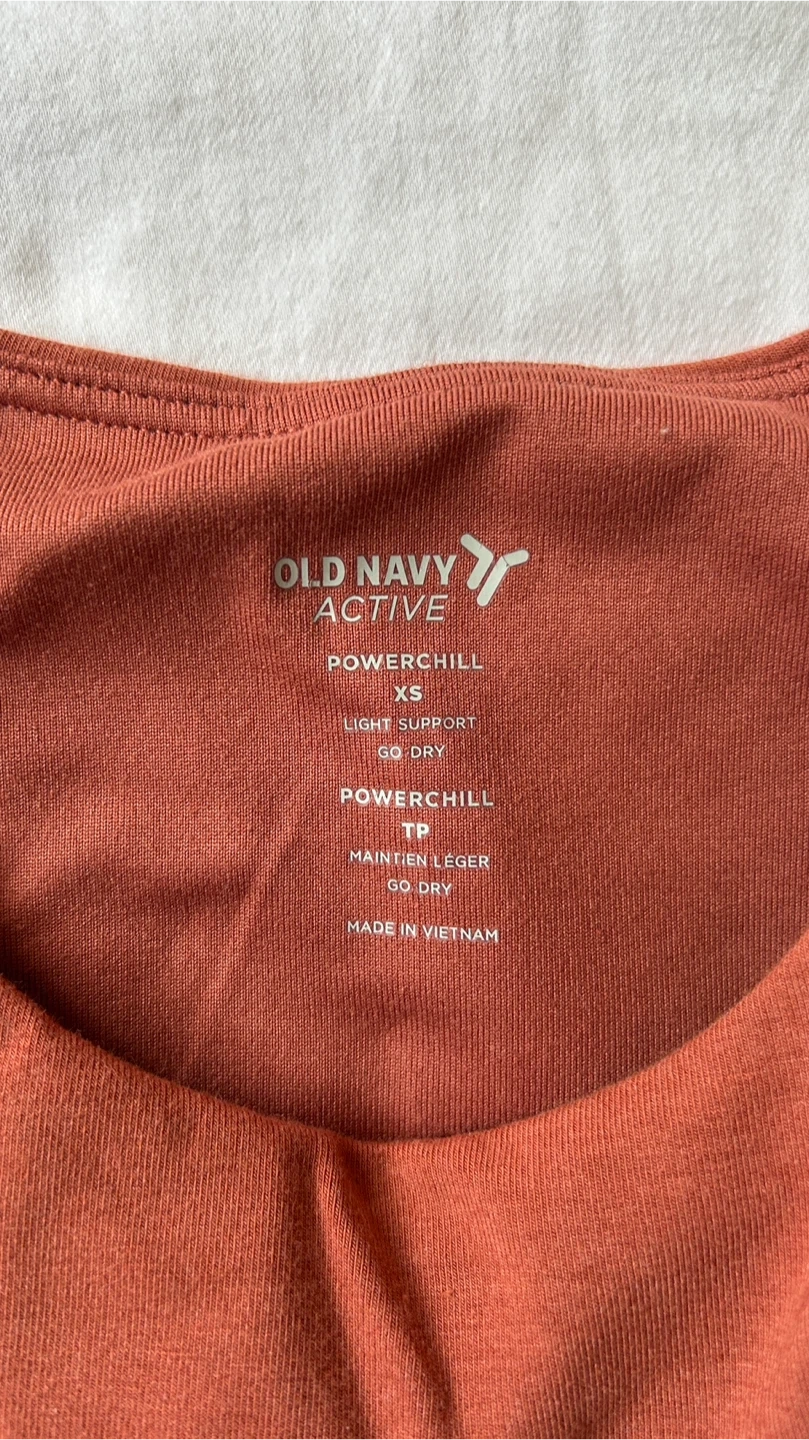 OLD NAVY
ACTIVE
POWERCHILL
XS
LIGHT SUPPORT
GO DRY
POWERCHILL
TP
MAINTIEN LÉGER
GO DRY
MADE IN VIETNAM